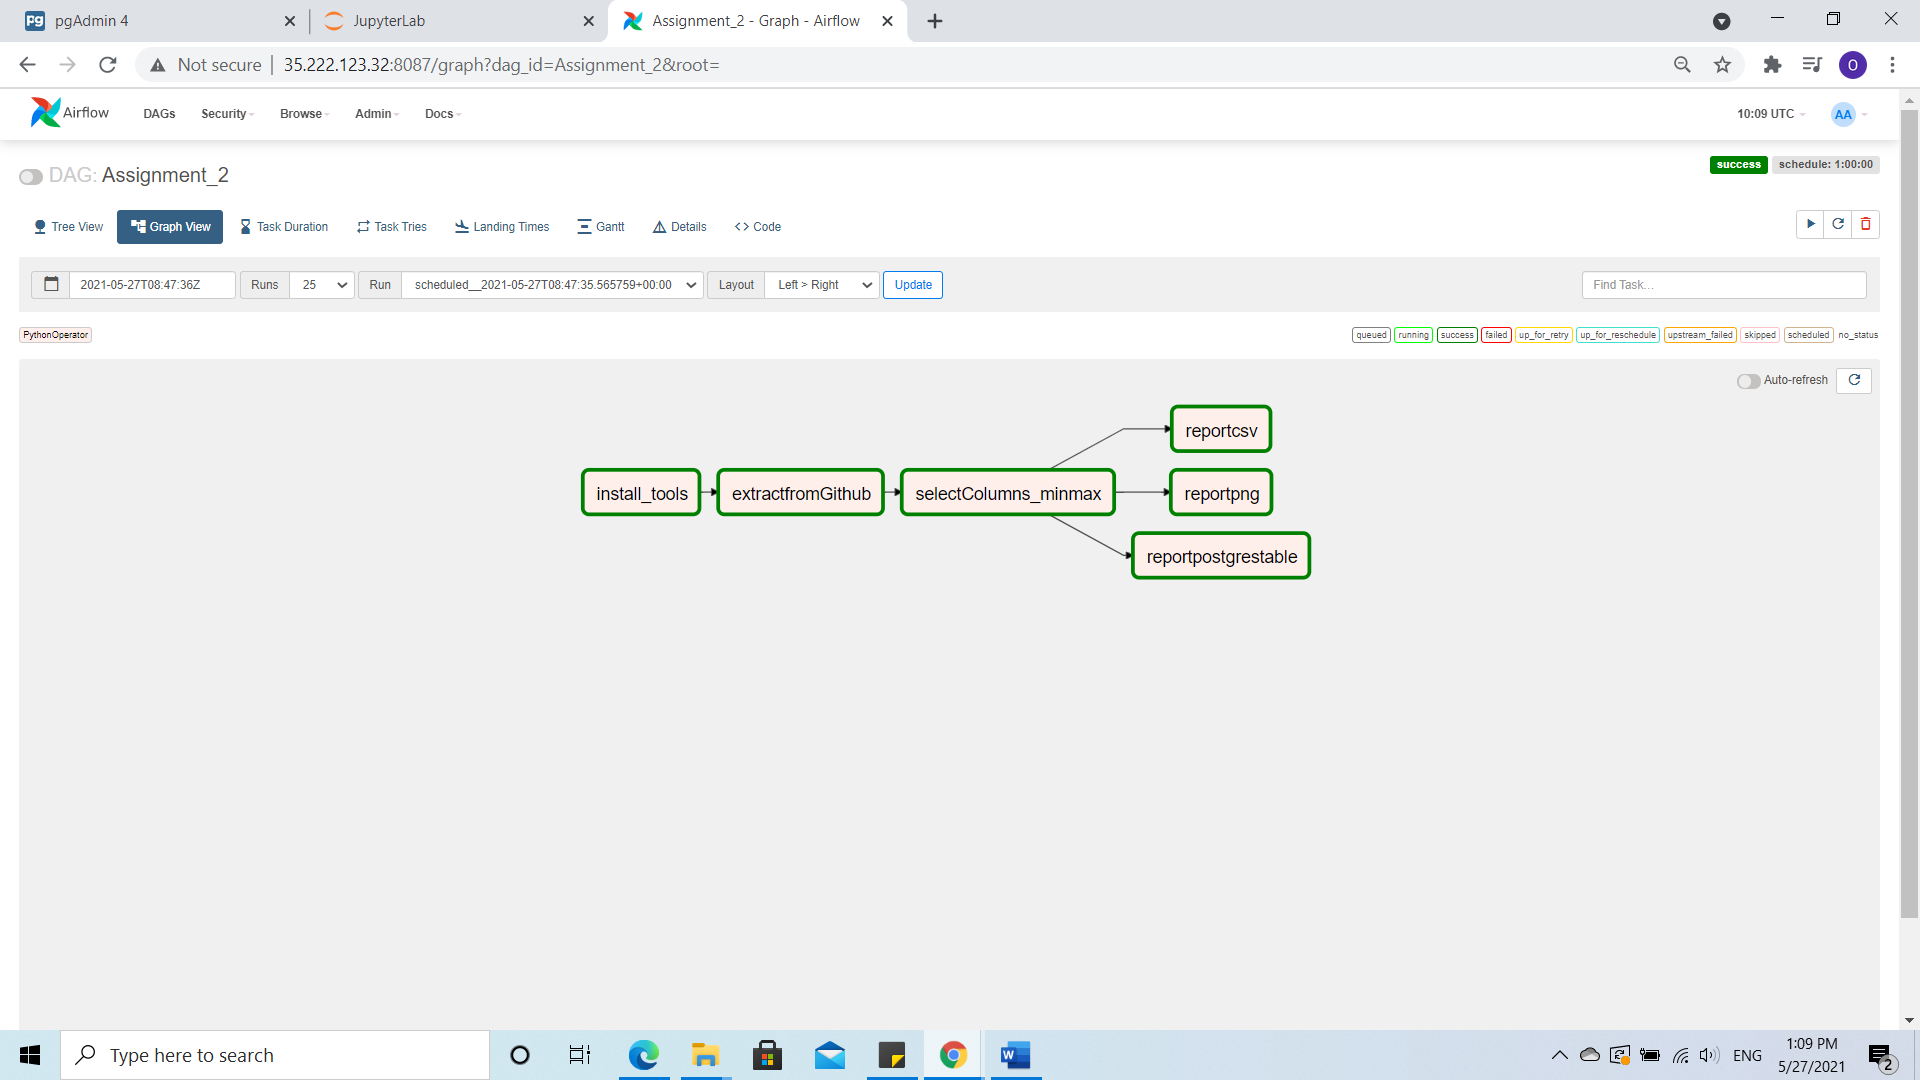 pgAdmin 4
JupyterLab
Assignment_2 - Graph - Airflow
Not secure
35.222.123.32:8087/graph?dag_id=Assignment_2&root=
O
Airflow
DAGs
Security
Browse
Admin
Docs
10:09 UTC
AA
DAG: Assignment_2
success
schedule: 1:00:00
Tree View
Graph View
Task Duration
Task Tries
Landing Times
Gantt
Details
Code
2021-05-27T08:47:36Z
Runs
25
Run
scheduled__2021-05-27T08:47:35.565759+00:00
Layout
Left > Right
Update
Find Task...
PythonOperator
queued
running
success
failed
up_for_retry
up_for_reschedule
upstream_failed
skipped
scheduled
no_status
Auto-refresh
reportcsv
install_tools
extractfromGithub
selectColumns_minmax
reportpng
reportpostgrestable
Type here to search
ENG
1:09 PM
5/27/2021
2